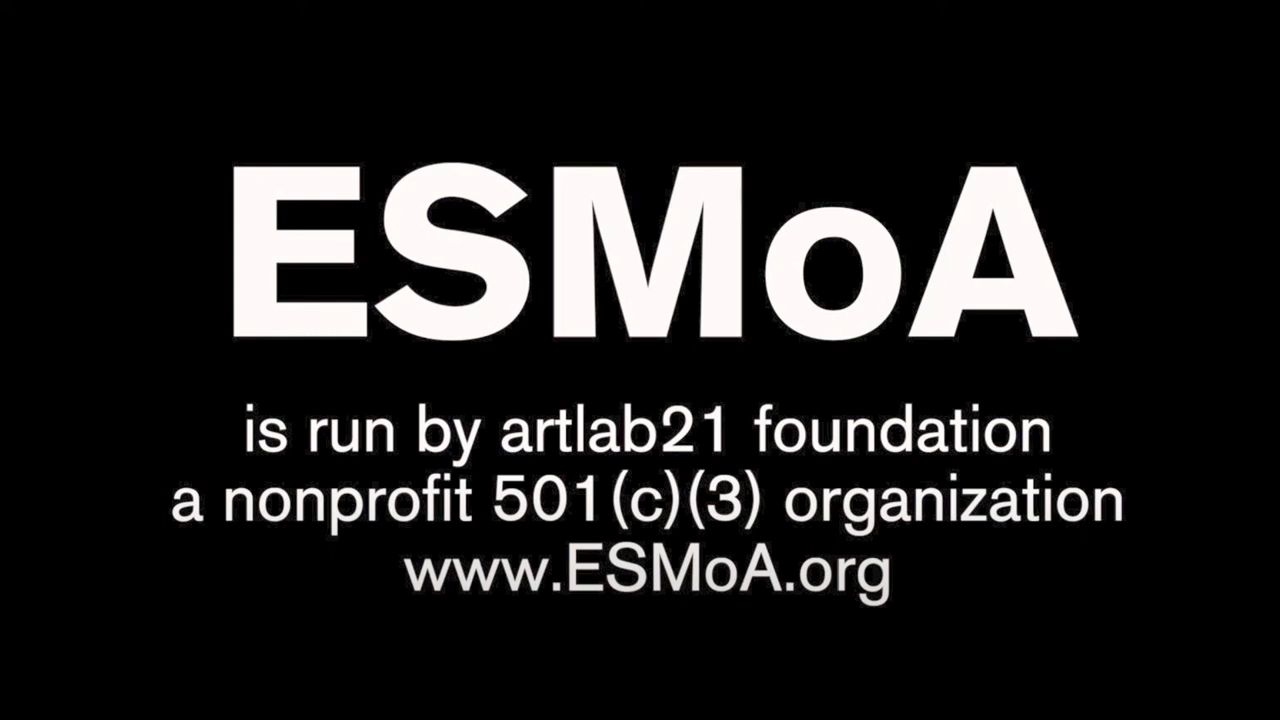 ESMoA
is run by artlab21 foundation
a nonprofit 501(c)(3) organization
www.ESMoA.org